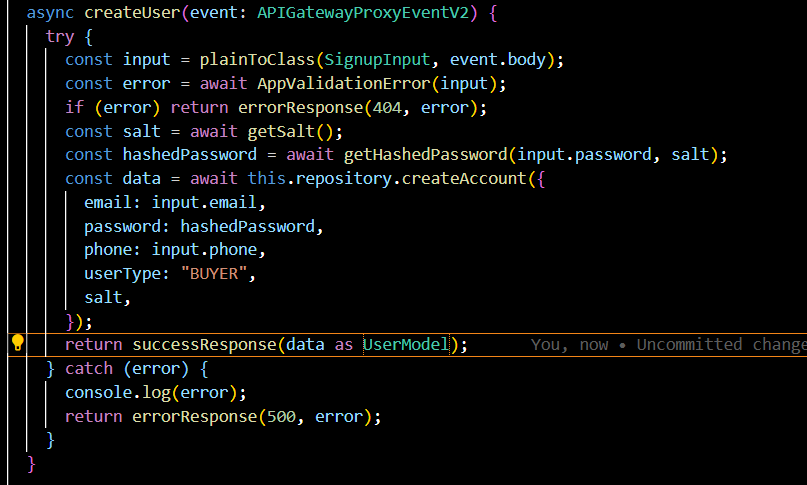 async createUser(event: APIGatewayProxyEventV2) {
try {
const input = plainToClass(SignupInput, event.body);
const error = await AppValidationError(input);
if (error) return errorResponse(404, error);
const salt = await getSalt();
const hashedPassword = await getHashedPassword(input.password, salt);
const data = await this.repository.createAccount({
email: input.email,
password: hashedPassword,
phone: input.phone,
userType: "BUYER",
salt,
});
return successResponse(data as UserModel); You, now • Uncommitted change
} catch (error) {
console.log(error);
return errorResponse(500, error);
}
}